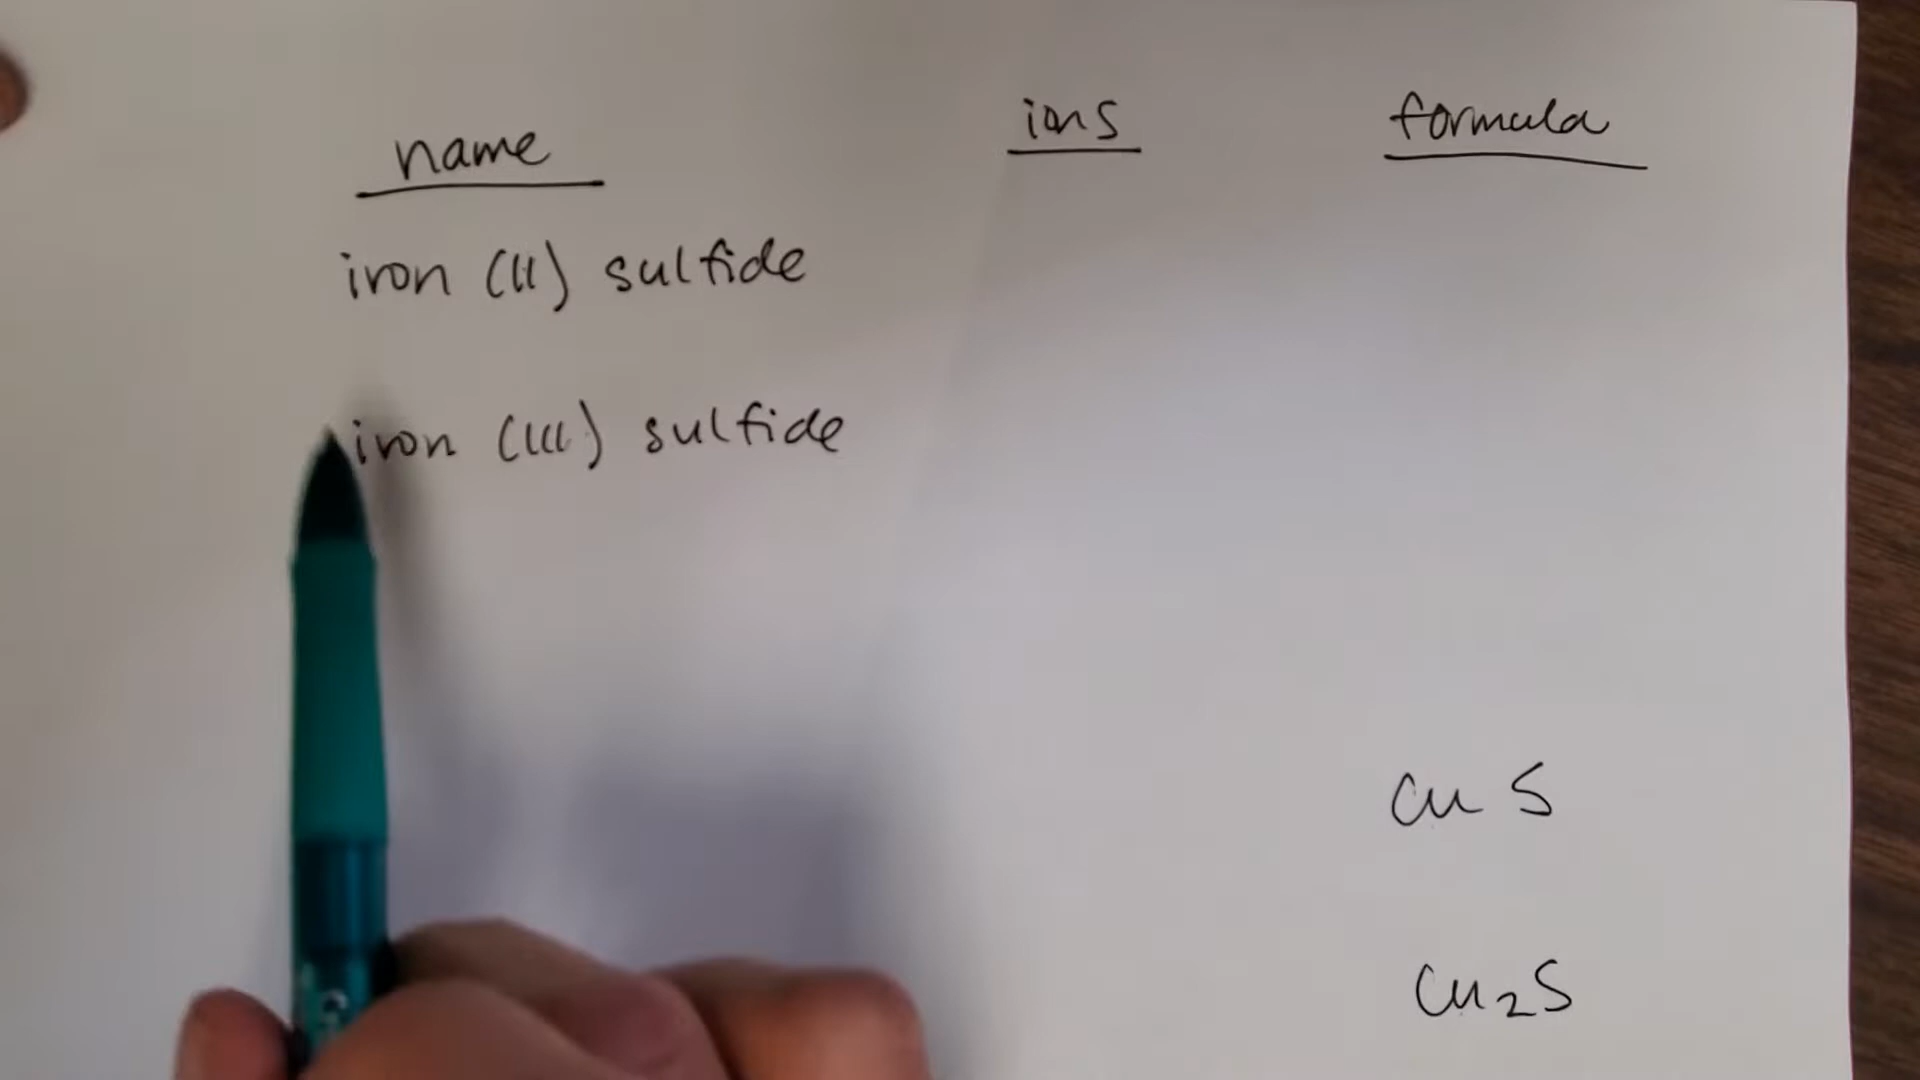 name ions formula
iron (II) sulfide
iron (III) sulfide
CuS
Cu₂S